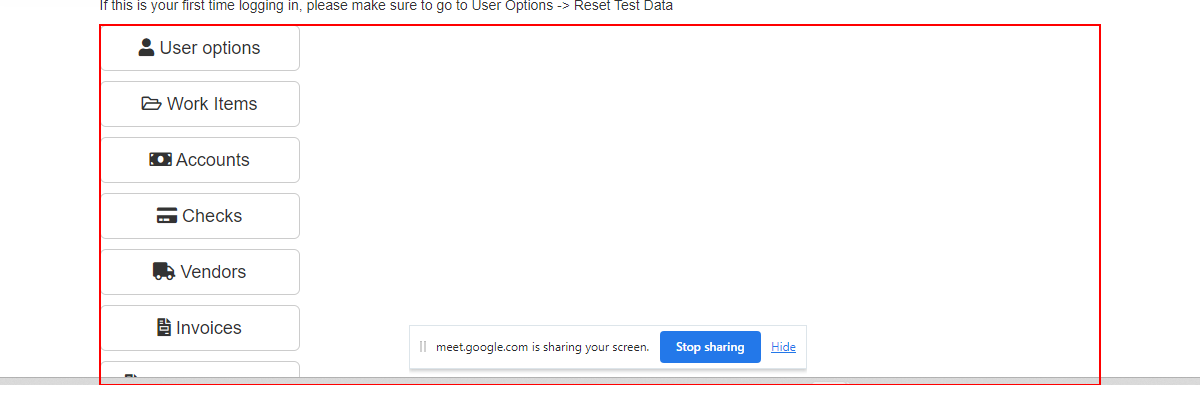 If this is your first time logging in, please make sure to go to User Options -> Reset Test Data
User options
Work Items
Accounts
Checks
Vendors
Invoices
meet.google.com is sharing your screen. Stop sharing Hide